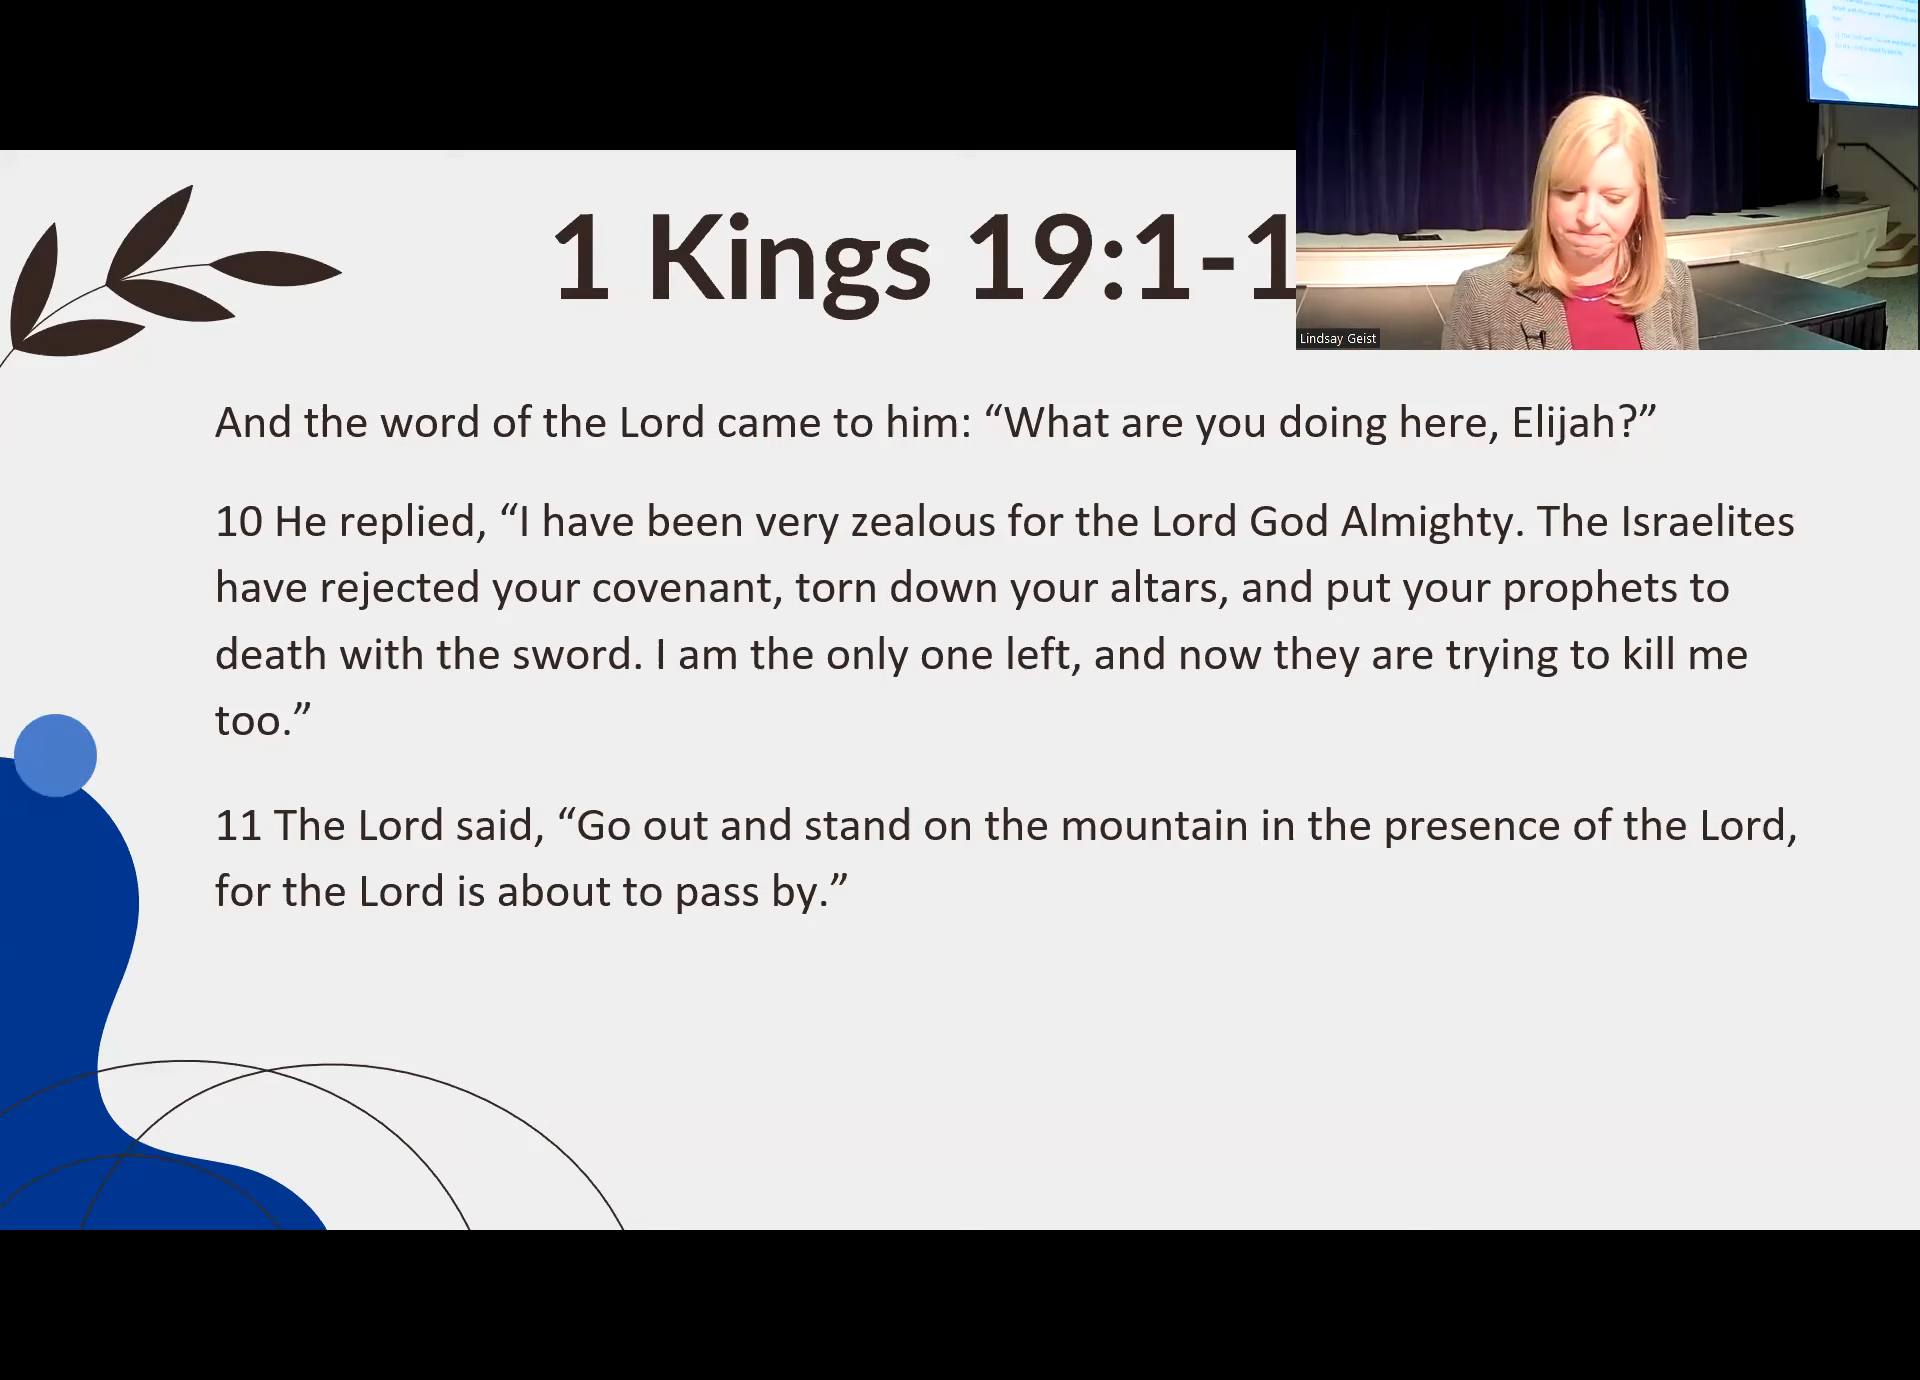 1 Kings 19:1-1
Lindsay Geist
And the word of the Lord came to him: “What are you doing here, Elijah?”
10 He replied, “I have been very zealous for the Lord God Almighty. The Israelites
have rejected your covenant, torn down your altars, and put your prophets to
death with the sword. I am the only one left, and now they are trying to kill me
too.”
11 The Lord said, “Go out and stand on the mountain in the presence of the Lord,
for the Lord is about to pass by.”